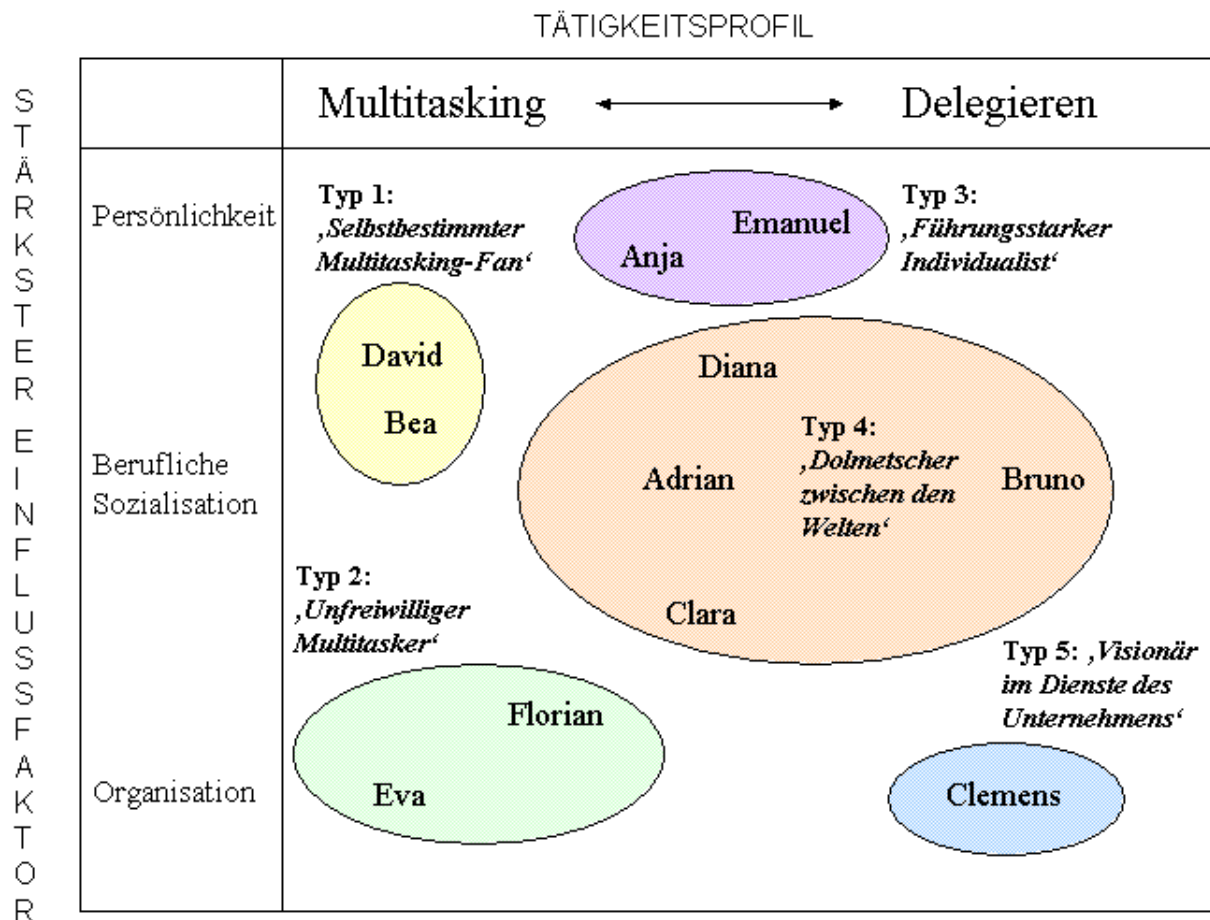 TÄTIGKEITSPROFIL
STÄRKSTER EINFLUSSFAKTOR
Multitasking
Delegieren
Persönlichkeit
Typ 1:
‚Selbstbestimmter
Multitasking-Fan‘
Emanuel
Anja
Typ 3:
‚Führungsstarker
Individualist‘
David
Bea
Diana
Berufliche
Sozialisation
Adrian
Typ 4:
‚Dolmetscher
zwischen den
Welten‘
Bruno
Clara
Typ 2:
‚Unfreiwilliger
Multitasker‘
Typ 5: ‚Visionär
im Dienste des
Unternehmens‘
Organisation
Florian
Eva
Clemens